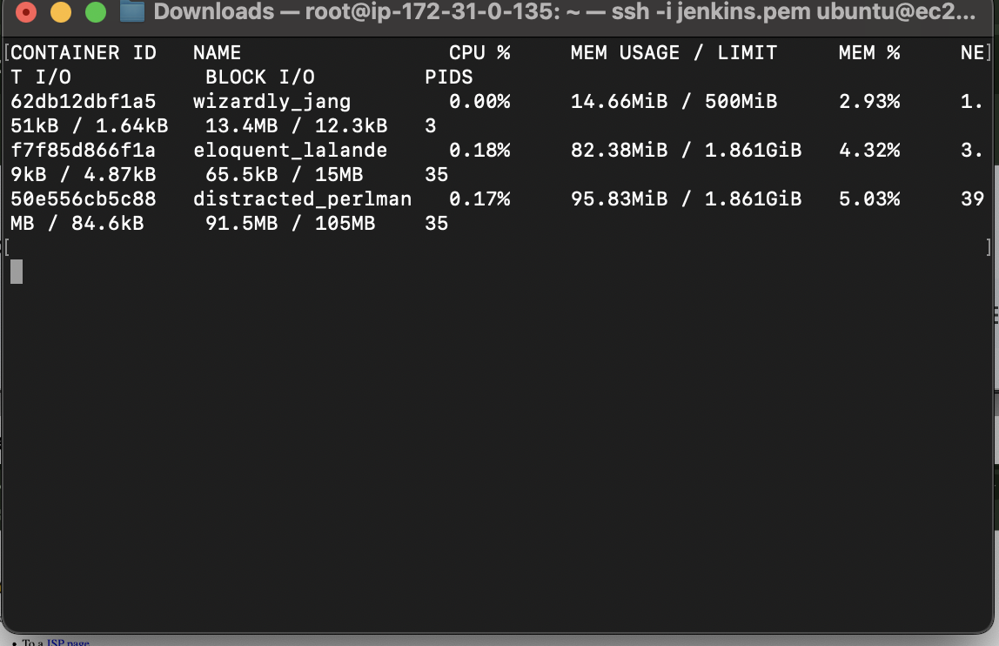 Downloads — root@ip-172-31-0-135: ~ — ssh -i jenkins.pem ubuntu@ec2...
[CONTAINER ID   NAME                 CPU %     MEM USAGE / LIMIT     MEM %     NE]
T I/O           BLOCK I/O         PIDS
62db12dbf1a5   wizardly_jang        0.00%     14.66MiB / 500MiB     2.93%     1.
51kB / 1.64kB   13.4MB / 12.3kB   3
f7f85d866f1a   eloquent_lalande     0.18%     82.38MiB / 1.861GiB   4.32%     3.
9kB / 4.87kB     65.5kB / 15MB     35
50e556cb5c88   distracted_perlman   0.17%     95.83MiB / 1.861GiB   5.03%     39
MB / 84.6kB     91.5MB / 105MB    35
[ ]
• To a JSP page